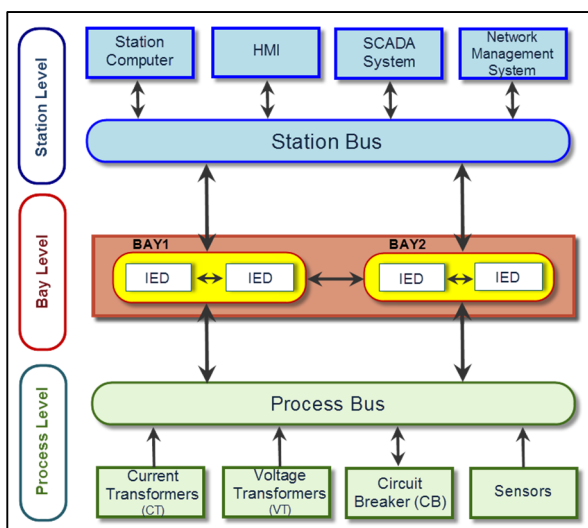 Station Level
Station
Computer
HMI
SCADA
System
Network
Management
System
Station Bus
Bay Level
BAY1
BAY2
IED
IED
IED
IED
Process Level
Process Bus
Current
Transformers
(CT)
Voltage
Transformers
(VT)
Circuit
Breaker (CB)
Sensors